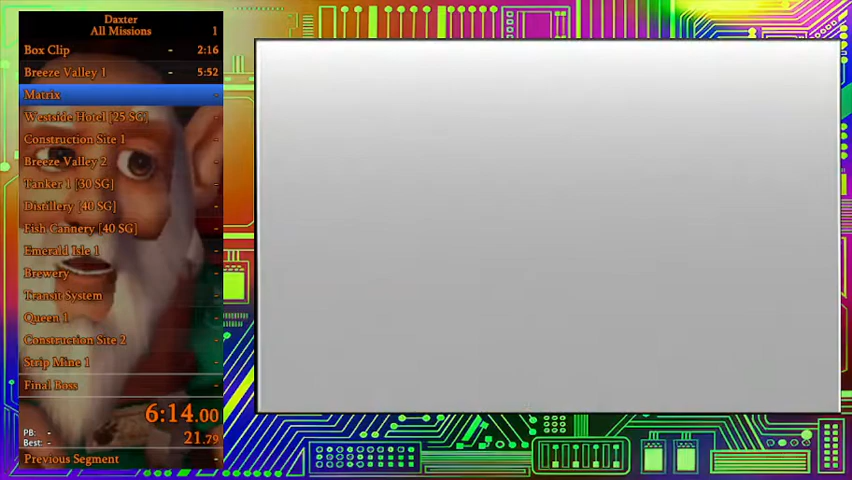 Daxter
All Missions 1
Box Clip - 2:16
Breeze Valley 1 - 5:52
Matrix -
Westside Hotel [25 SG] -
Construction Site 1 -
Breeze Valley 2 -
Tanker 1 [30 SG] -
Distillery [40 SG] -
Fish Cannery [40 SG] -
Emerald Isle 1 -
Brewery -
Transit System -
Queen 1 -
Construction Site 2 -
Strip Mine 1 -
Final Boss -
6:14.00
PB: - 21.79
Best: -
Previous Segment -